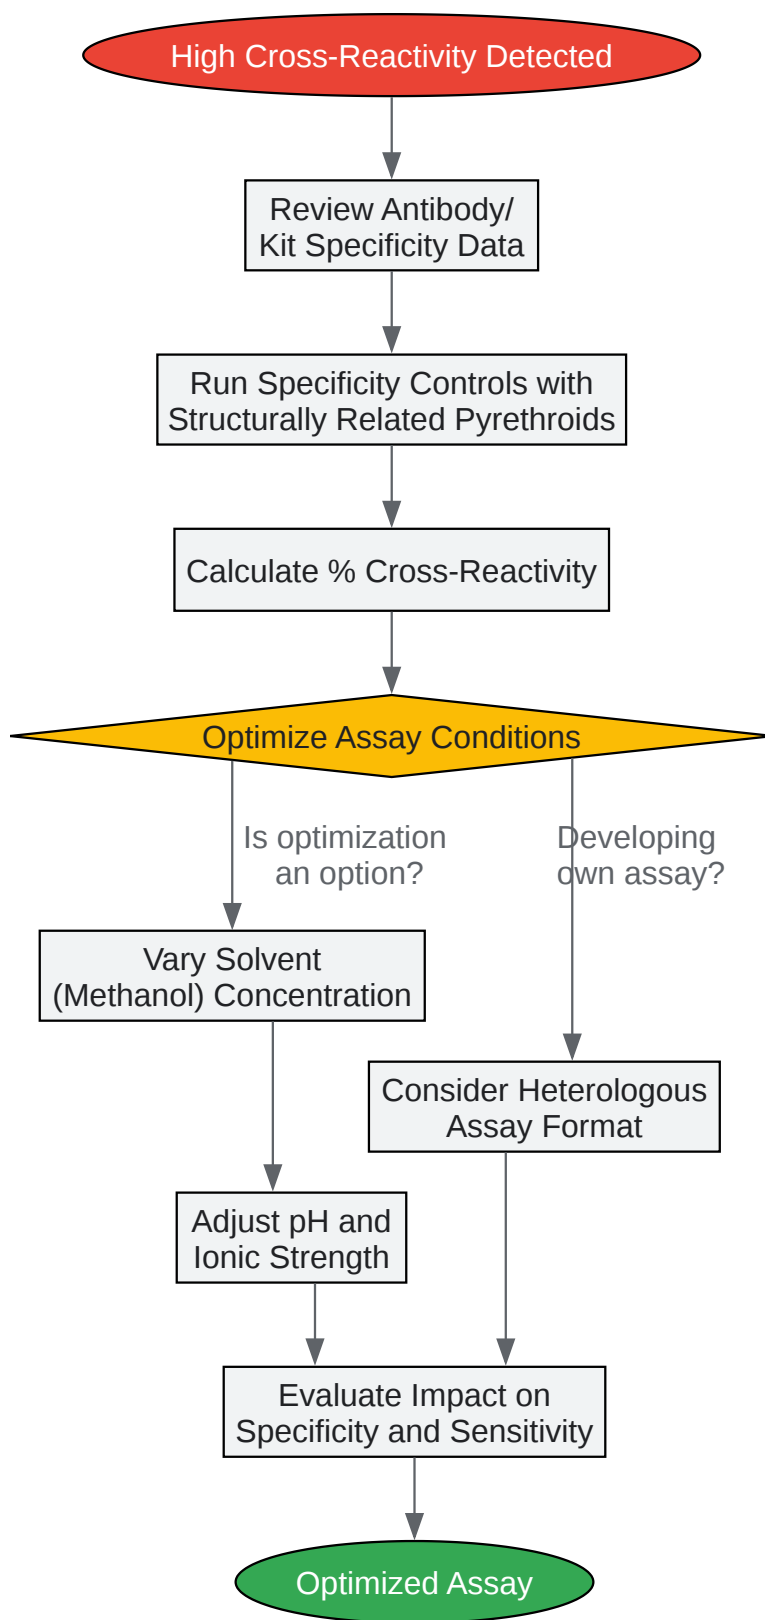 High Cross-Reactivity Detected
Review Antibody/
Kit Specificity Data
Run Specificity Controls with
Structurally Related Pyrethroids
Calculate % Cross-Reactivity
Optimize Assay Conditions
Is optimization
an option?
Developing
own assay?
Vary Solvent
(Methanol) Concentration
Consider Heterologous
Assay Format
Adjust pH and
Ionic Strength
Evaluate Impact on
Specificity and Sensitivity
Optimized Assay